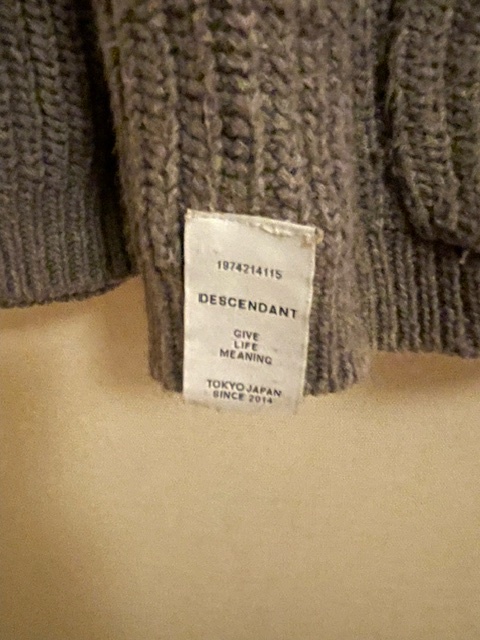 1974214115
DESCENDANT
GIVE
LIFE
MEANING
TOKYO JAPAN
SINCE 2014